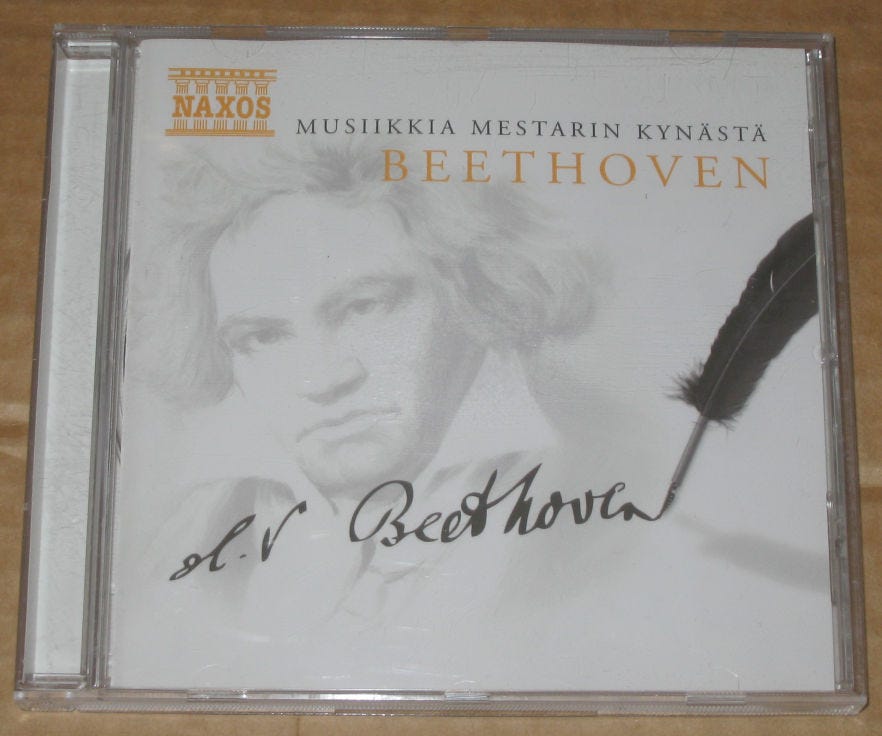 NAXOS
MUSIIKKIA MESTARIN KYNÄSTÄ
BEETHOVEN
Beethoven